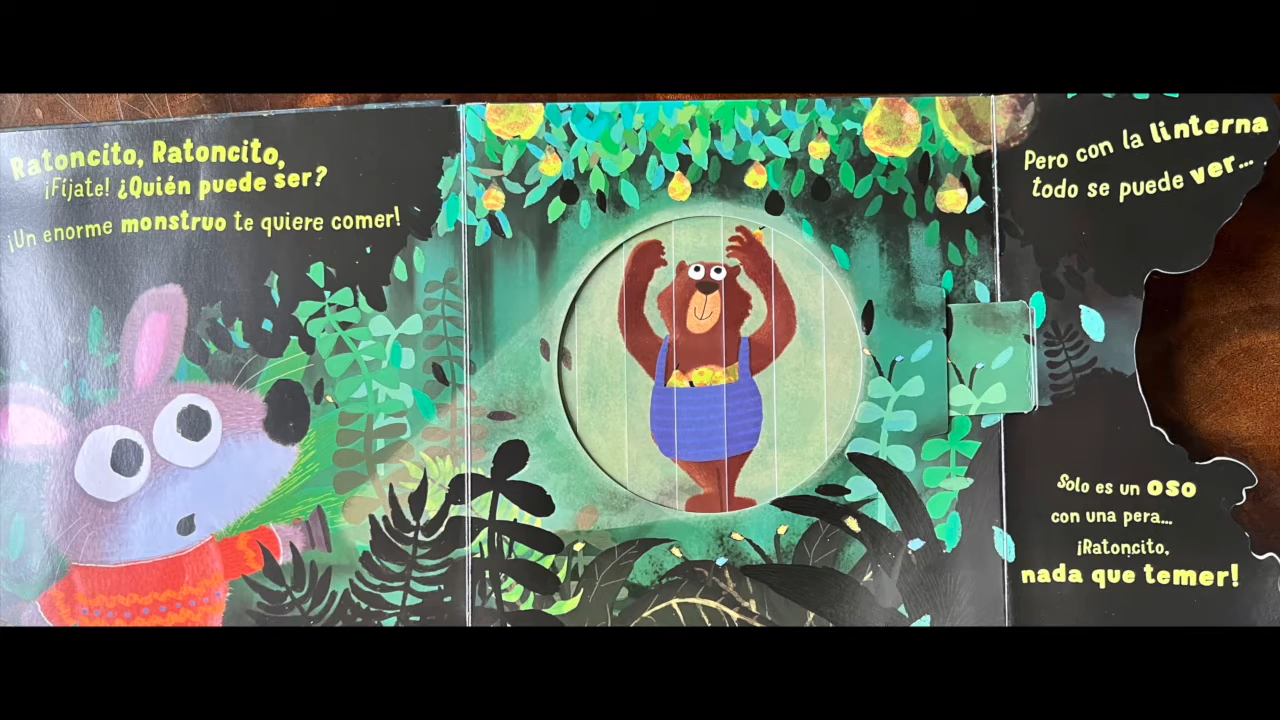 Ratoncito, Ratoncito,
¡Fíjate! ¿Quién puede ser?
¡Un enorme monstruo te quiere comer!
Pero con la linterna
todo se puede ver...
Solo es un oso
con una pera...
¡Ratoncito,
nada que temer!